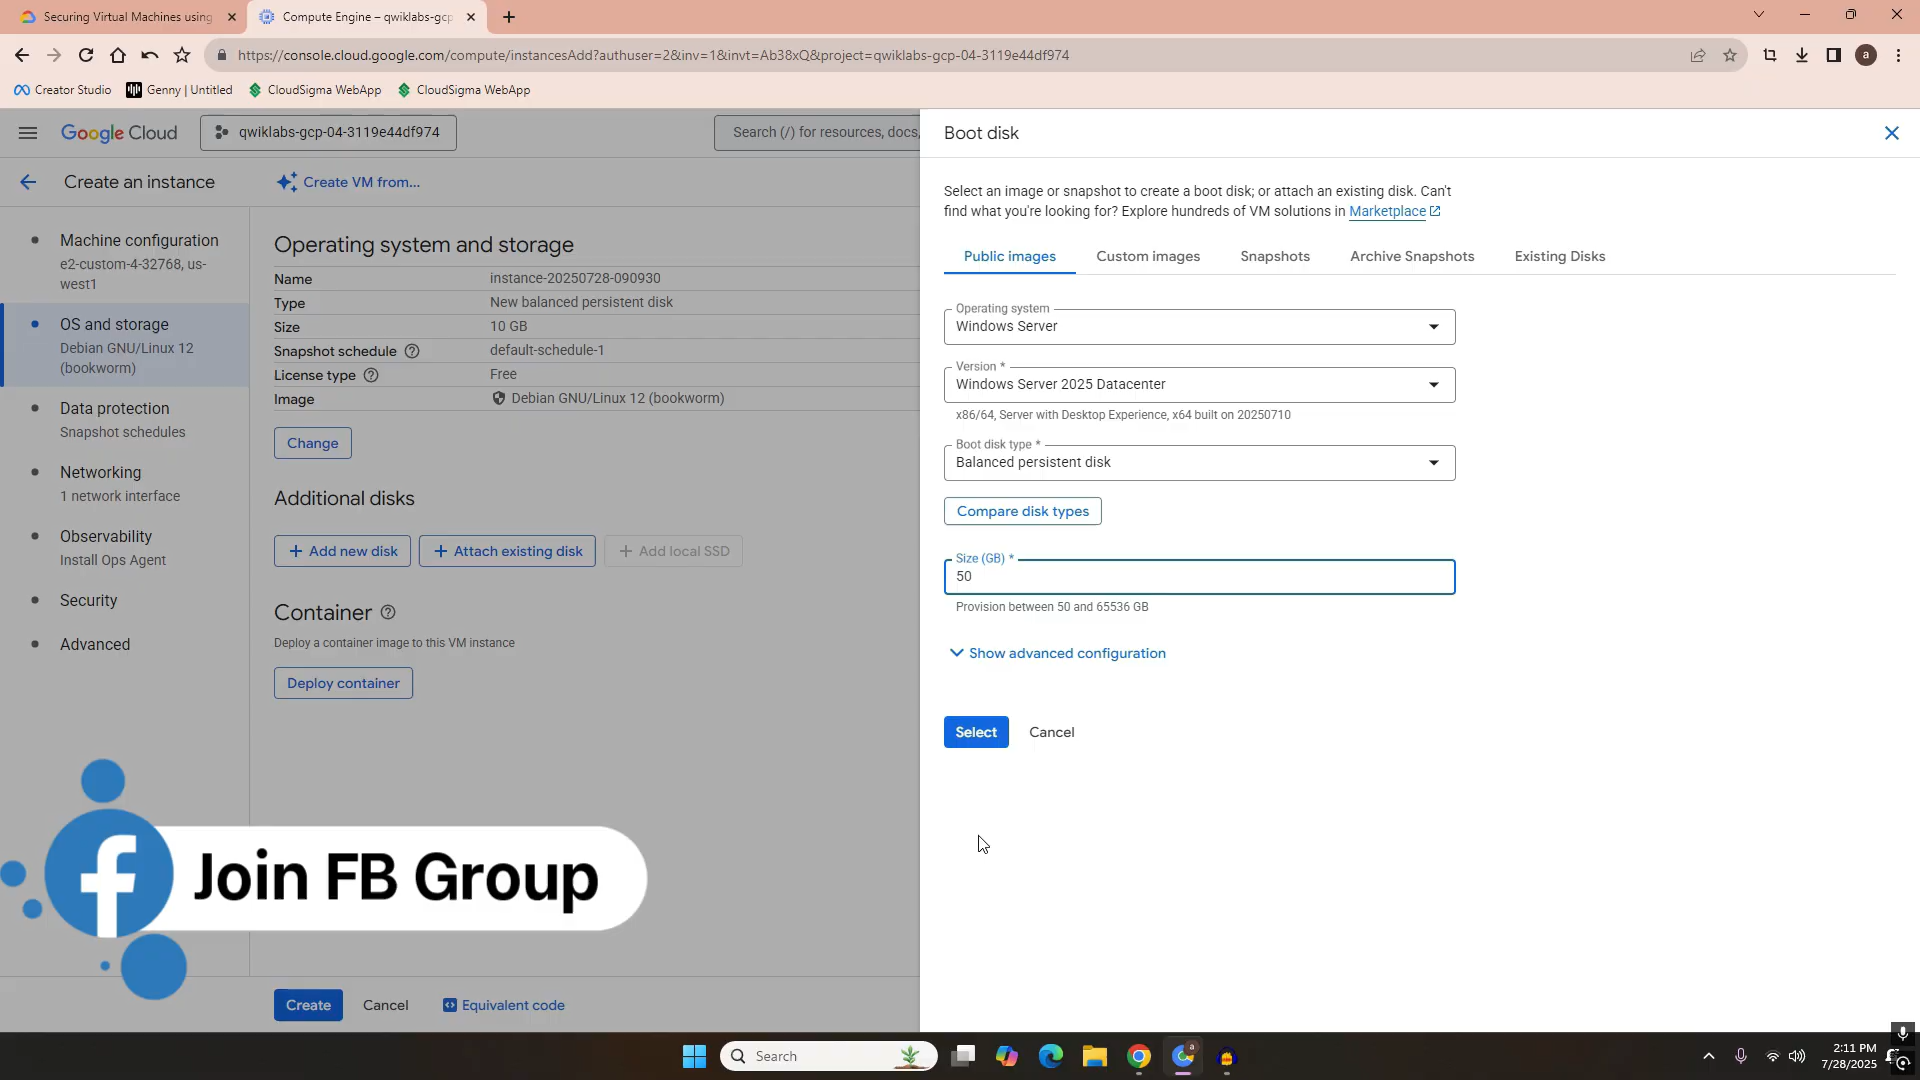 Securing Virtual Machines using
Compute Engine – qwiklabs-gcp
https://console.cloud.google.com/compute/instancesAdd?authuser=2&inv=1&invt=Ab38xQ&project=qwiklabs-gcp-04-3119e44df974
a
Creator Studio
Genny | Untitled
CloudSigma WebApp
CloudSigma WebApp
Google Cloud
qwiklabs-gcp-04-3119e44df974
Search (/) for resources, docs,
Create an instance
Create VM from...
Machine configuration
e2-custom-4-32768, us-
west1
OS and storage
Debian GNU/Linux 12
(bookworm)
Data protection
Snapshot schedules
Networking
1 network interface
Observability
Install Ops Agent
Security
Advanced
Operating system and storage
Name instance-20250728-090930
Type New balanced persistent disk
Size 10 GB
Snapshot schedule default-schedule-1
License type Free
Image Debian GNU/Linux 12 (bookworm)
Change
Additional disks
Add new disk
Attach existing disk
Add local SSD
Container
Deploy a container image to this VM instance
Deploy container
Create
Cancel
Equivalent code
Boot disk
Select an image or snapshot to create a boot disk; or attach an existing disk. Can't
find what you're looking for? Explore hundreds of VM solutions in Marketplace
Public images
Custom images
Snapshots
Archive Snapshots
Existing Disks
Operating system
Windows Server
Version *
Windows Server 2025 Datacenter
x86/64, Server with Desktop Experience, x64 built on 20250710
Boot disk type *
Balanced persistent disk
Compare disk types
Size (GB) *
50
Provision between 50 and 65536 GB
Show advanced configuration
Select
Cancel
f
Join FB Group
Search
a
2:11 PM
7/28/2025